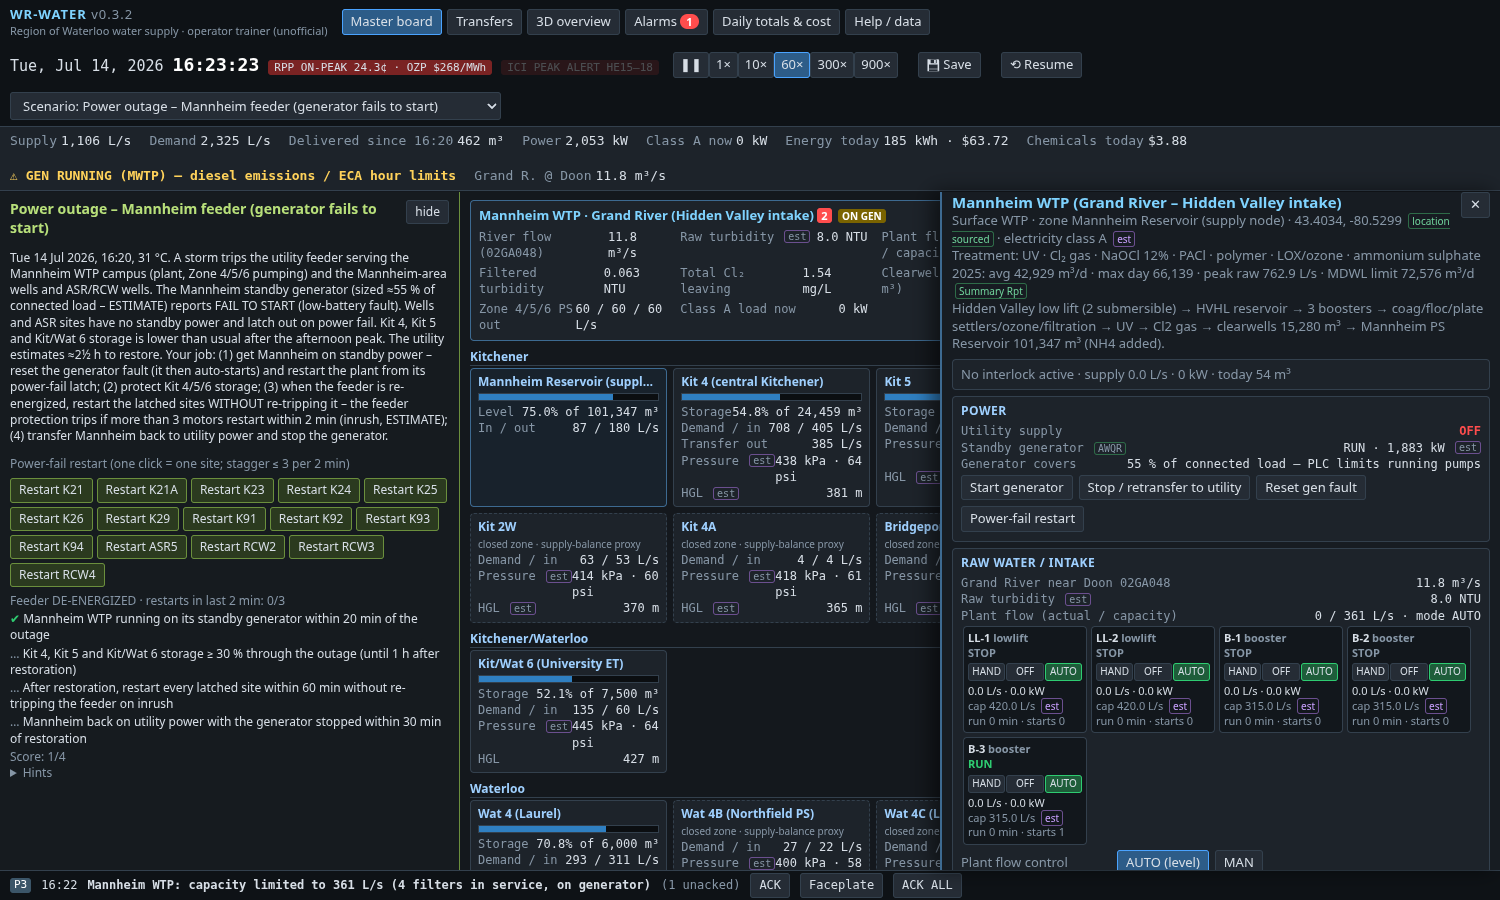 WR-WATER v0.3.2
Region of Waterloo water supply · operator trainer (unofficial)
Master board Transfers 3D overview Alarms 1 Daily totals & cost Help / data
Tue, Jul 14, 2026 16:23:23 RPP ON-PEAK 24.3¢ · OZP $268/MWh ICI PEAK ALERT HE15–18 ❚❚ 1× 10× 60× 300× 900× 💾 Save ⟲ Resume
Scenario: Power outage – Mannheim feeder (generator fails to start)
Supply 1,106 L/s Demand 2,325 L/s Delivered since 16:20 462 m³ Power 2,053 kW Class A now 0 kW Energy today 185 kWh · $63.72 Chemicals today $3.88
⚠ GEN RUNNING (MWTP) — diesel emissions / ECA hour limits Grand R. @ Doon 11.8 m³/s
Power outage – Mannheim feeder (generator fails to start)
hide
Tue 14 Jul 2026, 16:20, 31 °C. A storm trips the utility feeder serving the
Mannheim WTP campus (plant, Zone 4/5/6 pumping) and the Mannheim-area
wells and ASR/RCW wells. The Mannheim standby generator (sized ≈55 % of
connected load – ESTIMATE) reports FAIL TO START (low-battery fault). Wells
and ASR sites have no standby power and latch out on power fail. Kit 4, Kit 5
and Kit/Wat 6 storage is lower than usual after the afternoon peak. The utility
estimates ≈2½ h to restore. Your job: (1) get Mannheim on standby power –
reset the generator fault (it then auto-starts) and restart the plant from its
power-fail latch; (2) protect Kit 4/5/6 storage; (3) when the feeder is re-
energized, restart the latched sites WITHOUT re-tripping it – the feeder
protection trips if more than 3 motors restart within 2 min (inrush, ESTIMATE);
(4) transfer Mannheim back to utility power and stop the generator.
Power-fail restart (one click = one site; stagger ≤ 3 per 2 min)
Restart K21 Restart K21A Restart K23 Restart K24 Restart K25
Restart K26 Restart K29 Restart K91 Restart K92 Restart K93
Restart K94 Restart ASR5 Restart RCW2 Restart RCW3
Restart RCW4
Feeder DE-ENERGIZED · restarts in last 2 min: 0/3
✔ Mannheim WTP running on its standby generator within 20 min of the
outage
… Kit 4, Kit 5 and Kit/Wat 6 storage ≥ 30 % through the outage (until 1 h after
restoration)
… After restoration, restart every latched site within 60 min without re-
tripping the feeder on inrush
… Mannheim back on utility power with the generator stopped within 30 min
of restoration
Score: 1/4
▶ Hints
Mannheim WTP · Grand River (Hidden Valley intake) 2 ON GEN
River flow (02GA048) 11.8 m³/s Raw turbidity est 8.0 NTU Plant fl
/ capaci
Filtered turbidity 0.063 NTU Total Cl₂ leaving 1.54 mg/L Clearwel
m³)
Zone 4/5/6 PS out 60 / 60 / 60 L/s Class A load now 0 kW
Kitchener
Mannheim Reservoir (suppl...
Level 75.0% of 101,347 m³
In / out 87 / 180 L/s
Kit 4 (central Kitchener)
Storage 54.8% of 24,459 m³
Demand / in 708 / 405 L/s
Transfer out 385 L/s
Pressure est 438 kPa · 64 psi
HGL est 381 m
Kit 5
Storage
Demand /
Pressure
HGL est
Kit 2W
closed zone · supply-balance proxy
Demand / in 63 / 53 L/s
Pressure est 414 kPa · 60 psi
HGL est 370 m
Kit 4A
closed zone · supply-balance proxy
Demand / in 4 / 4 L/s
Pressure est 418 kPa · 61 psi
HGL est 365 m
Bridgepo
closed zone
Demand /
Pressure
HGL est
Kitchener/Waterloo
Kit/Wat 6 (University ET)
Storage 52.1% of 7,500 m³
Demand / in 135 / 60 L/s
Pressure est 445 kPa · 64 psi
HGL 427 m
Waterloo
Wat 4 (Laurel)
Storage 70.8% of 6,000 m³
Demand / in 293 / 311 L/s
Wat 4B (Northfield PS)
closed zone · supply-balance proxy
Demand / in 27 / 22 L/s
Pressure est 400 kPa · 58
Wat 4C (L
closed zone
Demand /
Pressure
Mannheim WTP (Grand River – Hidden Valley intake)
✕
Surface WTP · zone Mannheim Reservoir (supply node) · 43.4034, -80.5299 location
sourced · electricity class A est
Treatment: UV · Cl₂ gas · NaOCl 12% · PACl · polymer · LOX/ozone · ammonium sulphate
2025: avg 42,929 m³/d · max day 66,139 · peak raw 762.9 L/s · MDWL limit 72,576 m³/d
Summary Rpt
Hidden Valley low lift (2 submersible) → HVHL reservoir → 3 boosters → coag/floc/plate
settlers/ozone/filtration → UV → Cl2 gas → clearwells 15,280 m³ → Mannheim PS
Reservoir 101,347 m³ (NH4 added).
No interlock active · supply 0.0 L/s · 0 kW · today 54 m³
POWER
Utility supply OFF
Standby generator AWQR RUN · 1,883 kW est
Generator covers 55 % of connected load — PLC limits running pumps
Start generator Stop / retransfer to utility Reset gen fault
Power-fail restart
RAW WATER / INTAKE
Grand River near Doon 02GA048 11.8 m³/s
Raw turbidity est 8.0 NTU
Plant flow (actual / capacity) 0 / 361 L/s · mode AUTO
LL-1 lowlift
STOP
HAND OFF AUTO
0.0 L/s · 0.0 kW
cap 420.0 L/s est
run 0 min · starts 0
LL-2 lowlift
STOP
HAND OFF AUTO
0.0 L/s · 0.0 kW
cap 420.0 L/s est
run 0 min · starts 0
B-1 booster
STOP
HAND OFF AUTO
0.0 L/s · 0.0 kW
cap 315.0 L/s est
run 0 min · starts 0
B-2 booster
STOP
HAND OFF AUTO
0.0 L/s · 0.0 kW
cap 315.0 L/s est
run 0 min · starts 0
B-3 booster
RUN
HAND OFF AUTO
0.0 L/s · 0.0 kW
cap 315.0 L/s est
run 0 min · starts 1
Plant flow control AUTO (level) MAN
P3 16:22 Mannheim WTP: capacity limited to 361 L/s (4 filters in service, on generator) (1 unacked) ACK Faceplate ACK ALL